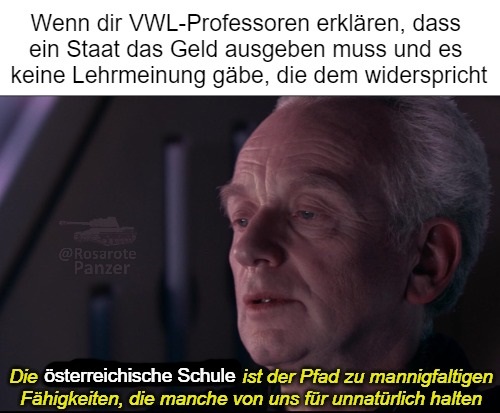 Wenn dir VWL-Professoren erklären, dass
ein Staat das Geld ausgeben muss und es
keine Lehrmeinung gäbe, die dem widerspricht
@Rosarote
Panzer
Die österreichische Schule ist der Pfad zu mannigfaltigen
Fähigkeiten, die manche von uns für unnatürlich halten